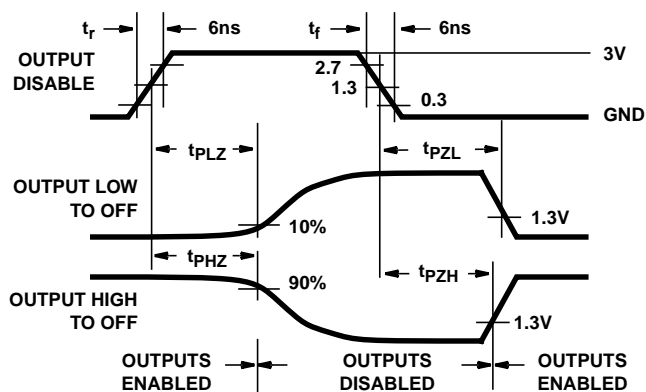 tr
6ns
tf
6ns
OUTPUT
DISABLE
2.7
1.3
0.3
3V
GND
tPLZ
tPZL
OUTPUT LOW
TO OFF
10%
1.3V
tPHZ
tPZH
OUTPUT HIGH
TO OFF
90%
1.3V
OUTPUTS
ENABLED
OUTPUTS
DISABLED
OUTPUTS
ENABLED